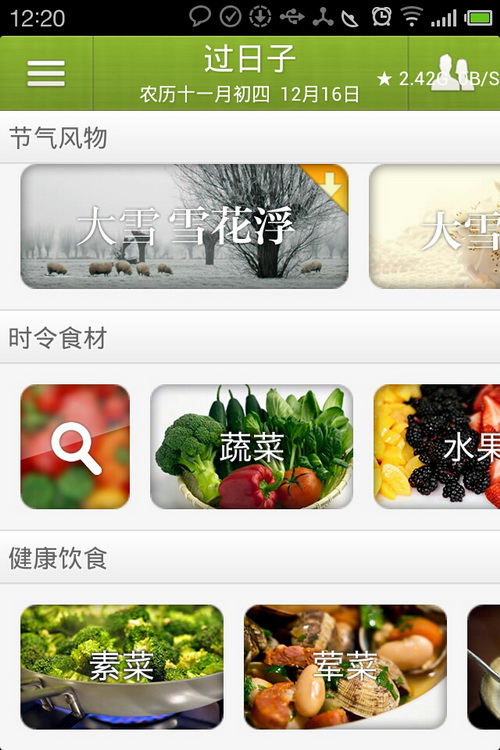 12:20
过日子
农历十一月初四 12月16日
★ 2.42G
B/S
节气风物
大雪 雪花浮
大雪
时令食材
蔬菜
水果
健康饮食
素菜
荤菜